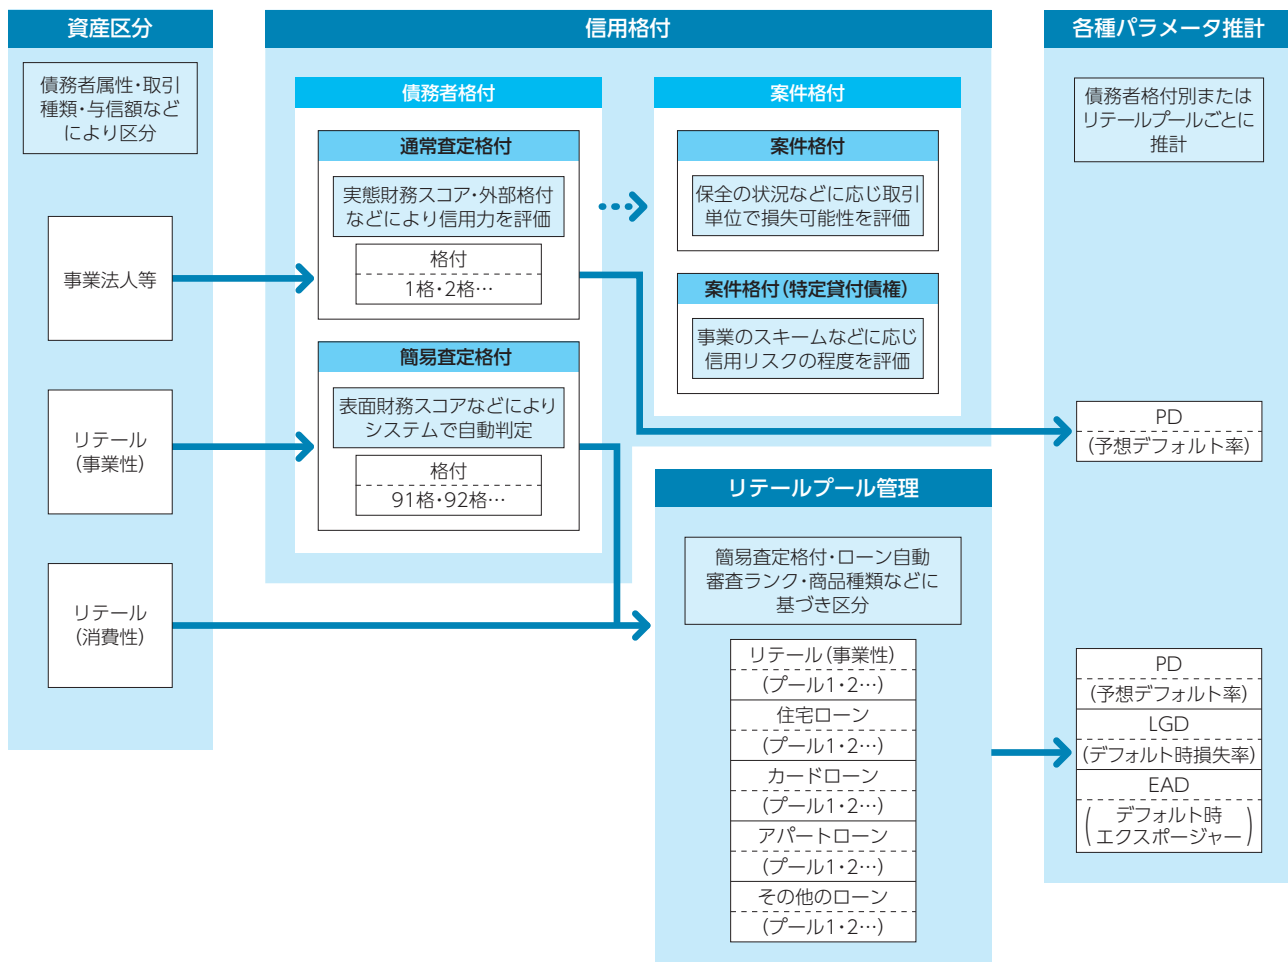 資産区分
債務者属性・取引
種類・与信額など
により区分
事業法人等
リテール
(事業性)
リテール
(消費性)
信用格付
債務者格付
通常査定格付
実態財務スコア・外部格付
などにより信用力を評価
格付
1格・2格…
簡易査定格付
表面財務スコアなどにより
システムで自動判定
格付
91格・92格…
案件格付
案件格付
保全の状況などに応じ取引
単位で損失可能性を評価
案件格付(特定貸付債権)
事業のスキームなどに応じ
信用リスクの程度を評価
リテールプール管理
簡易査定格付・ローン自動
審査ランク・商品種類などに
基づき区分
リテール(事業性)
(プール1・2…)
住宅ローン
(プール1・2…)
カードローン
(プール1・2…)
アパートローン
(プール1・2…)
その他のローン
(プール1・2…)
各種パラメータ推計
債務者格付別または
リテールプールごとに
推計
PD
(予想デフォルト率)
PD
(予想デフォルト率)
LGD
(デフォルト時損失率)
EAD
(デフォルト時
エクスポージャー)